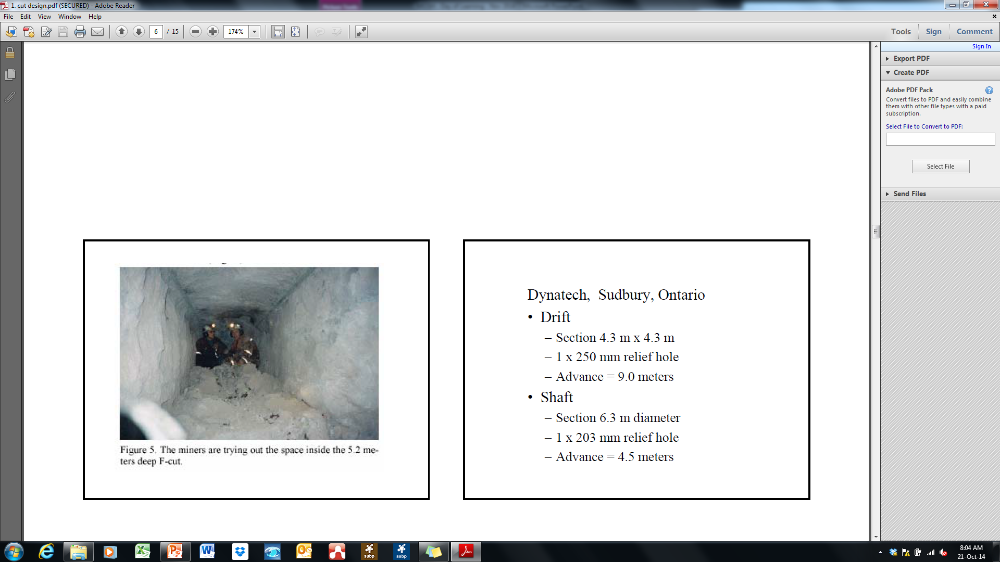 1. cut design.pdf (SECURED) - Adobe Reader
File Edit View Window Help
6 / 15 174% Tools Sign Comment
Sign In
Export PDF
Create PDF
Adobe PDF Pack
Convert files to PDF and easily combine
them with other file types with a paid
subscription.
Select File to Convert to PDF:
Select File
Send Files
Figure 5. The miners are trying out the space inside the 5.2 me-
ters deep F-cut.
Dynatech, Sudbury, Ontario
• Drift
– Section 4.3 m x 4.3 m
– 1 x 250 mm relief hole
– Advance = 9.0 meters
• Shaft
– Section 6.3 m diameter
– 1 x 203 mm relief hole
– Advance = 4.5 meters
subp
ssbp
8:04 AM
21-Oct-14